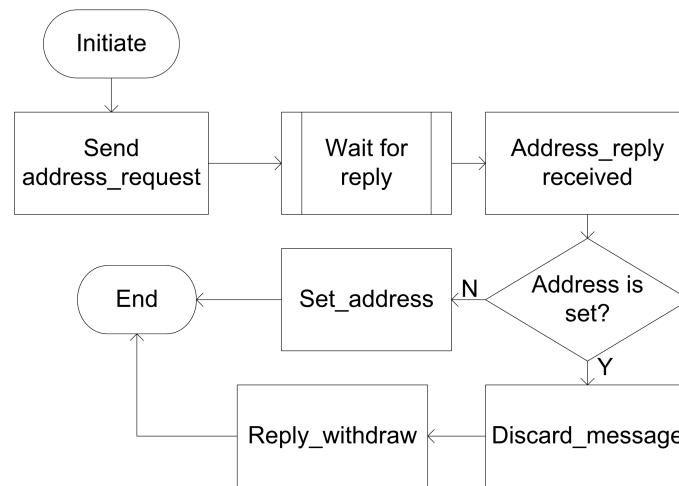 Initiate
Send
address_request
Wait for
reply
Address_reply
received
Address is
set?
N
Set_address
End
Y
Discard_message
Reply_withdraw